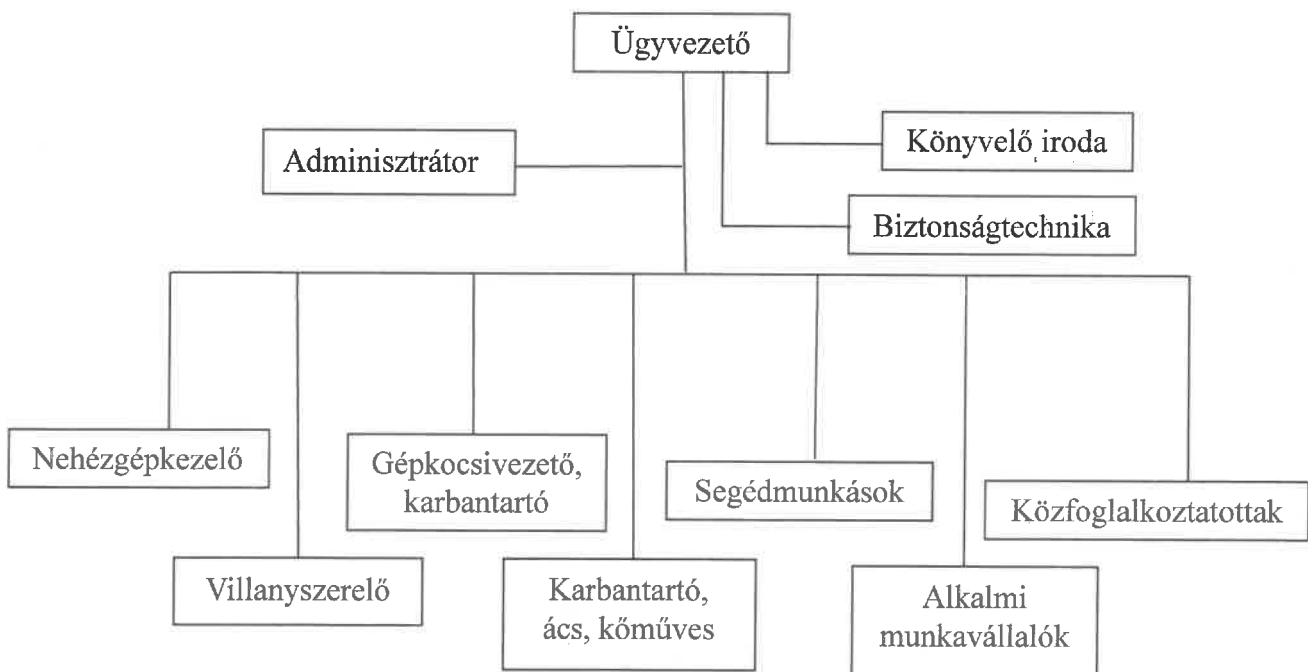 Ügyvezető
Könyvelő iroda
Adminisztrátor
Biztonságtechnika
Nehézgépkezelő
Gépkocsivezető,
karbantartó
Segédmunkások
Közfoglalkoztatottak
Villanyszerelő
Karbantartó,
ács, kőműves
Alkalmi
munkavállalók